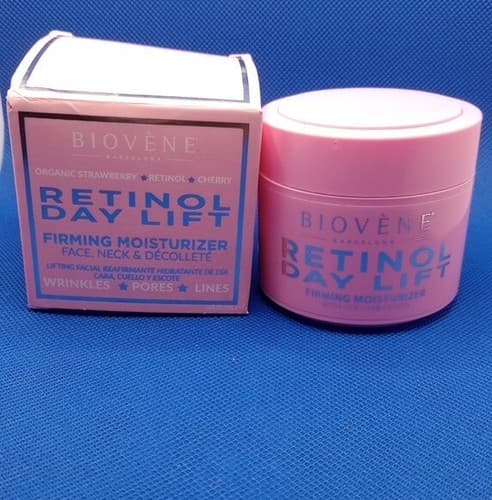 BIOVÈNE
BARCELONA
ORGANIC STRAWBERRY ★ RETINOL ★ CHERRY
RETINOL
DAY LIFT
FIRMING MOISTURIZER
FACE, NECK & DÉCOLLETÉ
LIFTING FACIAL REAFIRMANTE HIDRATANTE DE DÍA
CARA, CUELLO Y ESCOTE
WRINKLES ★ PORES ★ LINES
BIOVÈNE
BARCELONA
RETINOL
DAY LIFT
FIRMING MOISTURIZER